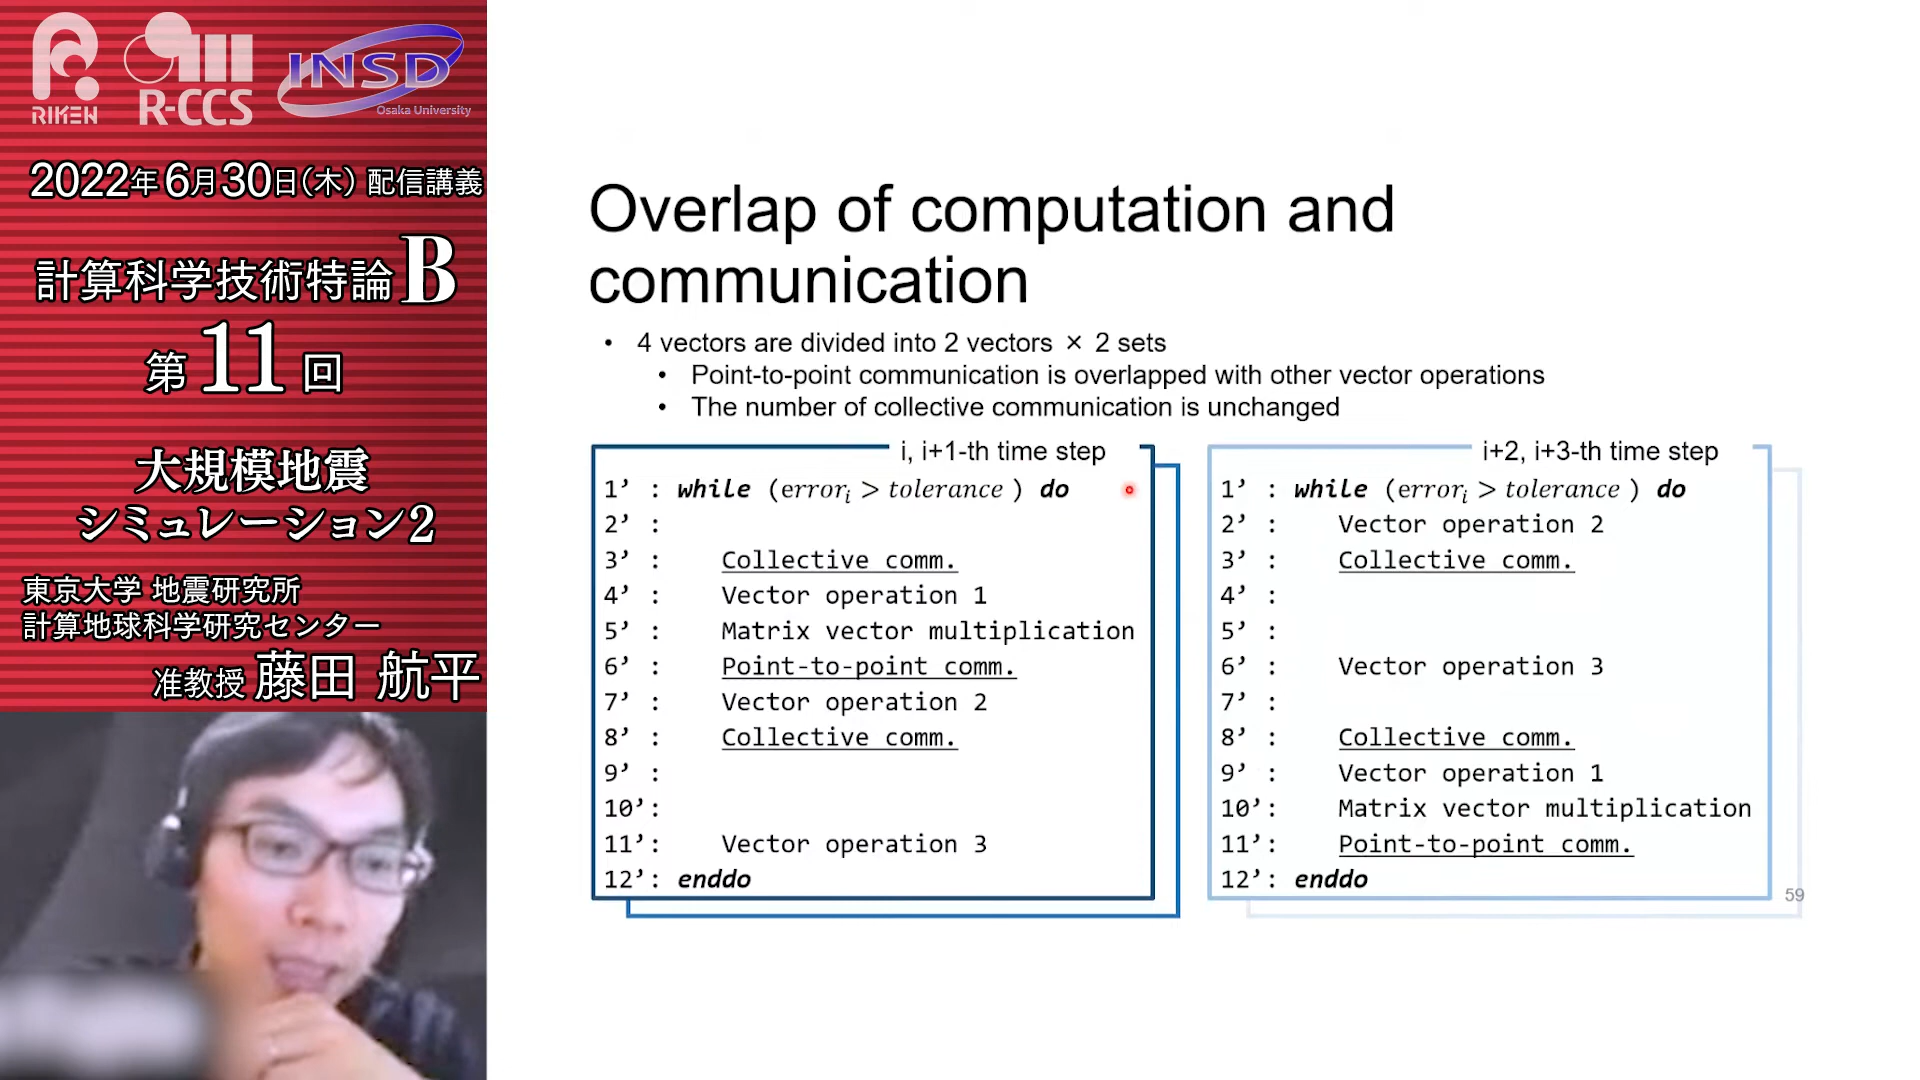 RIKEN
R-CCS
INSD
Osaka University
2022年6月30日(木) 配信講義
計算科学技術特論B
第11回
大規模地震
シミュレーション2
東京大学 地震研究所
計算地球科学研究センター
准教授 藤田 航平
Overlap of computation and
communication
• 4 vectors are divided into 2 vectors × 2 sets
• Point-to-point communication is overlapped with other vector operations
• The number of collective communication is unchanged
i, i+1-th time step
1’ : while (error_i > tolerance ) do
2’ :
3’ : Collective comm.
4’ : Vector operation 1
5’ : Matrix vector multiplication
6’ : Point-to-point comm.
7’ : Vector operation 2
8’ : Collective comm.
9’ :
10’:
11’: Vector operation 3
12’: enddo
i+2, i+3-th time step
1’ : while (error_i > tolerance ) do
2’ : Vector operation 2
3’ : Collective comm.
4’ :
5’ :
6’ : Vector operation 3
7’ :
8’ : Collective comm.
9’ : Vector operation 1
10’: Matrix vector multiplication
11’: Point-to-point comm.
12’: enddo
59